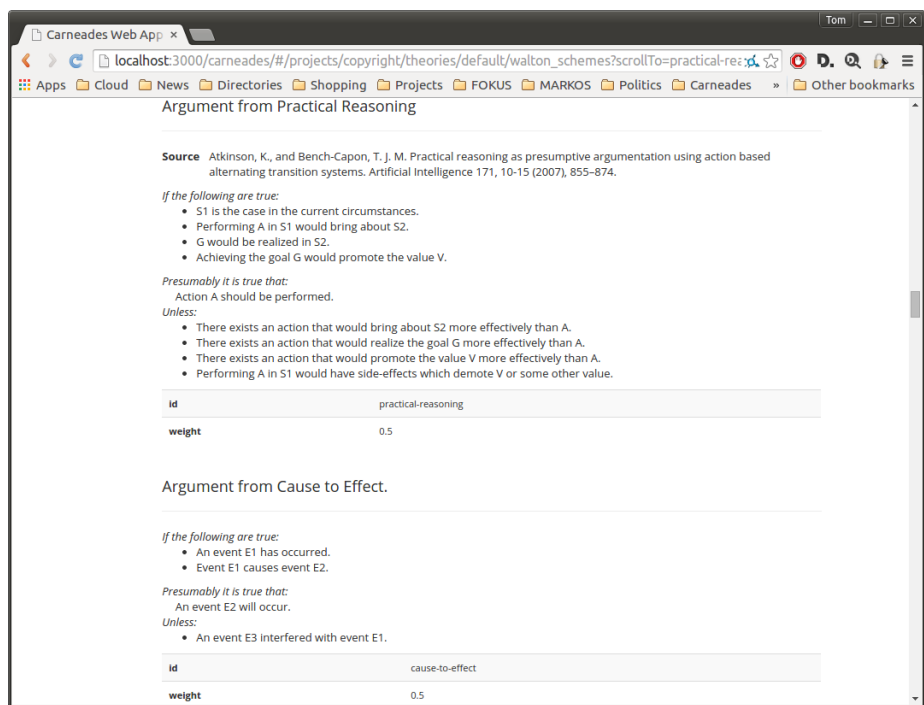 Tom
Carneades Web App ×
localhost:3000/carneades/#/projects/copyright/theories/default/walton_schemes?scrollTo=practical-rea
Apps Cloud News Directories Shopping Projects FOKUS MARKOS Politics Carneades » Other bookmarks
Argument from Practical Reasoning
Source Atkinson, K., and Bench-Capon, T. J. M. Practical reasoning as presumptive argumentation using action based
alternating transition systems. Artificial Intelligence 171, 10-15 (2007), 855–874.
If the following are true:
• S1 is the case in the current circumstances.
• Performing A in S1 would bring about S2.
• G would be realized in S2.
• Achieving the goal G would promote the value V.
Presumably it is true that:
Action A should be performed.
Unless:
• There exists an action that would bring about S2 more effectively than A.
• There exists an action that would realize the goal G more effectively than A.
• There exists an action that would promote the value V more effectively than A.
• Performing A in S1 would have side-effects which demote V or some other value.
id practical-reasoning
weight 0.5
Argument from Cause to Effect.
If the following are true:
• An event E1 has occurred.
• Event E1 causes event E2.
Presumably it is true that:
An event E2 will occur.
Unless:
• An event E3 interfered with event E1.
id cause-to-effect
weight 0.5